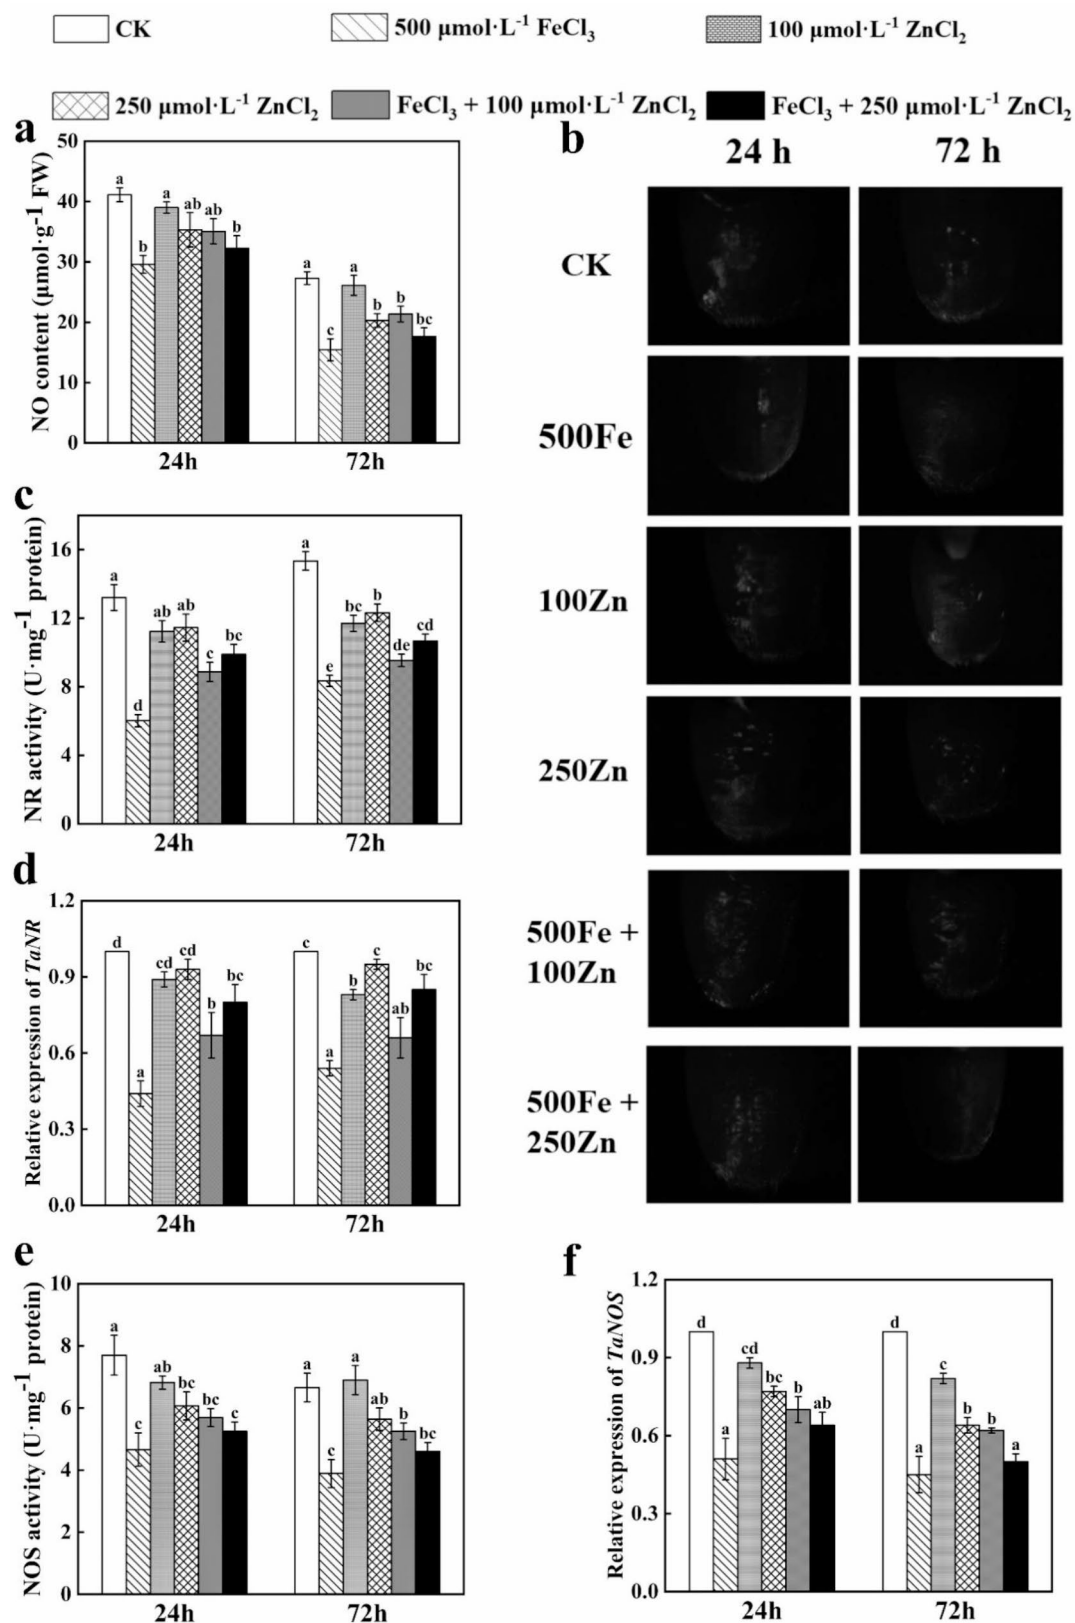 CK
500 μmol·L⁻¹ FeCl₃
100 μmol·L⁻¹ ZnCl₂
250 μmol·L⁻¹ ZnCl₂
FeCl₃ + 100 μmol·L⁻¹ ZnCl₂
FeCl₃ + 250 μmol·L⁻¹ ZnCl₂
a
NO content (μmol·g⁻¹ FW)
50
40
30
20
10
0
a
b
a
ab
ab
b
a
c
a
b
b
bc
24h
72h
b
24 h
72 h
CK
500Fe
100Zn
250Zn
500Fe +
100Zn
500Fe +
250Zn
c
NR activity (U·mg⁻¹ protein)
16
12
8
4
0
a
d
ab
ab
c
bc
a
e
bc
b
de
cd
24h
72h
d
Relative expression of TaNR
1.2
0.9
0.6
0.3
0.0
d
a
cd
cd
b
bc
c
a
b
c
ab
bc
24h
72h
e
NOS activity (U·mg⁻¹ protein)
10
8
6
4
2
0
a
c
ab
bc
bc
c
a
c
a
ab
b
bc
24h
72h
f
Relative expression of TaNOS
1.2
0.9
0.6
0.3
0.0
d
a
cd
bc
b
ab
d
a
c
b
b
a
24h
72h